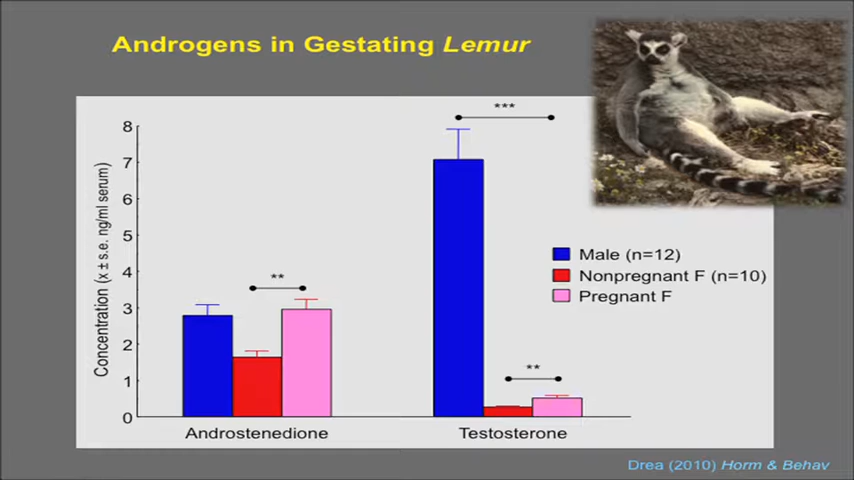 Androgens in Gestating Lemur
***
8
7
6
5
4
3
2
1
0
Concentration (x ± s.e. ng/ml serum)
**
**
Male (n=12)
Nonpregnant F (n=10)
Pregnant F
Androstenedione
Testosterone
Drea (2010) Horm & Behav